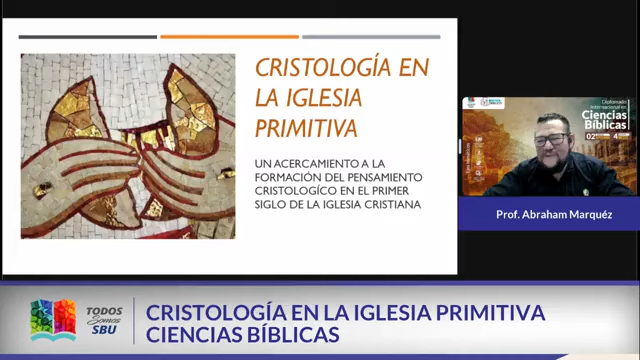 CRISTOLOGÍA EN
LA IGLESIA
PRIMITIVA
UN ACERCAMIENTO A LA
FORMACIÓN DEL PENSAMIENTO
CRISTOLOGÍCO EN EL PRIMER
SIGLO DE LA IGLESIA CRISTIANA
Diplomado
Internacional en
Ciencias
Bíblicas
Prof. Abraham Marquéz
TODOS
Somos
SBU
CRISTOLOGÍA EN LA IGLESIA PRIMITIVA
CIENCIAS BÍBLICAS